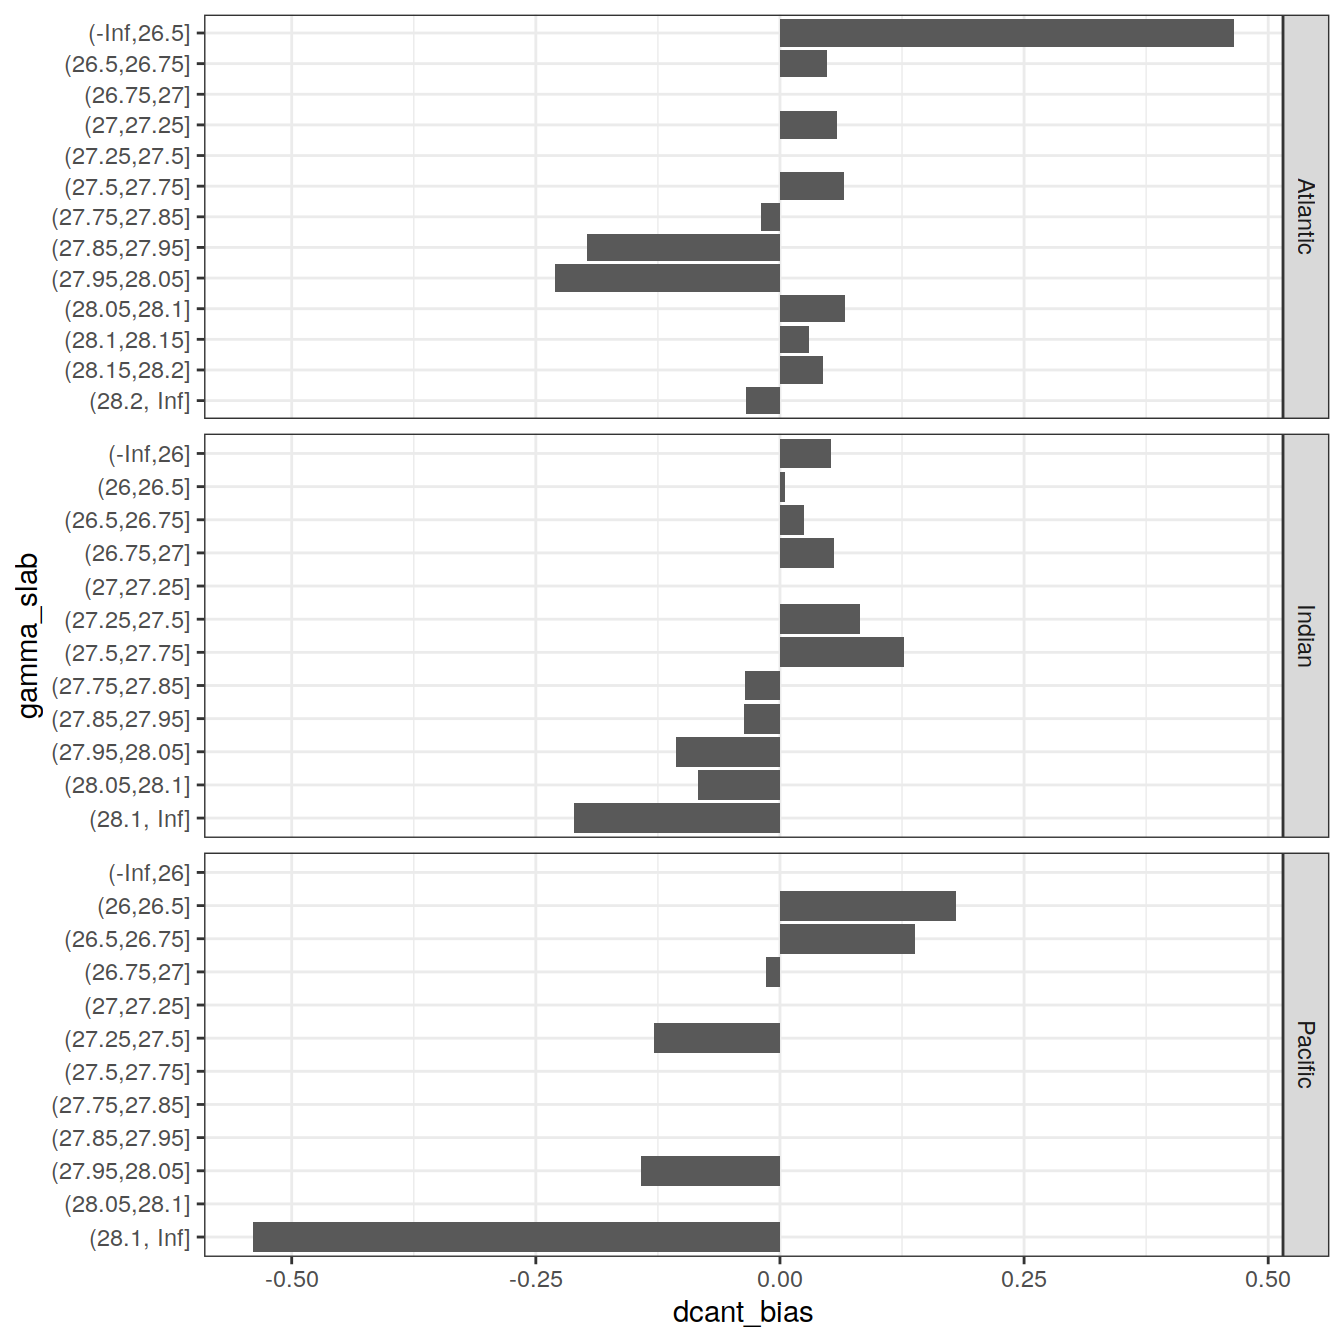 (-Inf,26.5]
(26.5,26.75]
(26.75,27]
(27,27.25]
(27.25,27.5]
(27.5,27.75]
(27.75,27.85]
(27.85,27.95]
(27.95,28.05]
(28.05,28.1]
(28.1,28.15]
(28.15,28.2]
(28.2, Inf]
Atlantic
(-Inf,26]
(26,26.5]
(26.5,26.75]
(26.75,27]
(27,27.25]
(27.25,27.5]
(27.5,27.75]
(27.75,27.85]
(27.85,27.95]
(27.95,28.05]
(28.05,28.1]
(28.1, Inf]
Indian
gamma_slab
(-Inf,26]
(26,26.5]
(26.5,26.75]
(26.75,27]
(27,27.25]
(27.25,27.5]
(27.5,27.75]
(27.75,27.85]
(27.85,27.95]
(27.95,28.05]
(28.05,28.1]
(28.1, Inf]
Pacific
-0.50 -0.25 0.00 0.25 0.50
dcant_bias